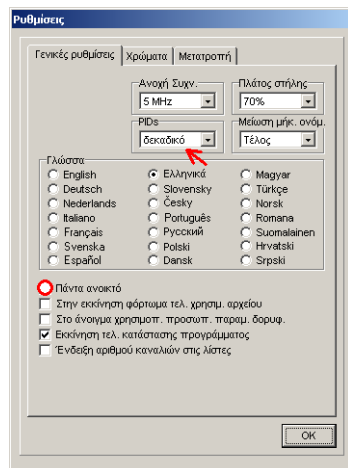 Ρυθμίσεις
Γενικές ρυθμίσεις Χρώματα Μετατροπή
Ανοχή Συχν. Πλάτος στήλης
5 MHz 70%
PIDs Μείωση μήκ. ονόμ.
δεκαδικό Τέλος
Γλώσσα
English Ελληνικά Magyar
Deutsch Slovensky Türkçe
Nederlands Česky Norsk
Italiano Português Romana
Français Русский Suomalainen
Svenska Polski Hrvatski
Español Dansk Srpski
Πάντα ανοικτό
Στην εκκίνηση φόρτωμα τελ. χρησιμ. αρχείου
Στο άνοιγμα χρησιμοπ. προσωπ. παραμ. δορυφ.
Εκκίνηση τελ. κατάστασης προγράμματος
Ένδειξη αριθμού καναλιών στις λίστες
OK